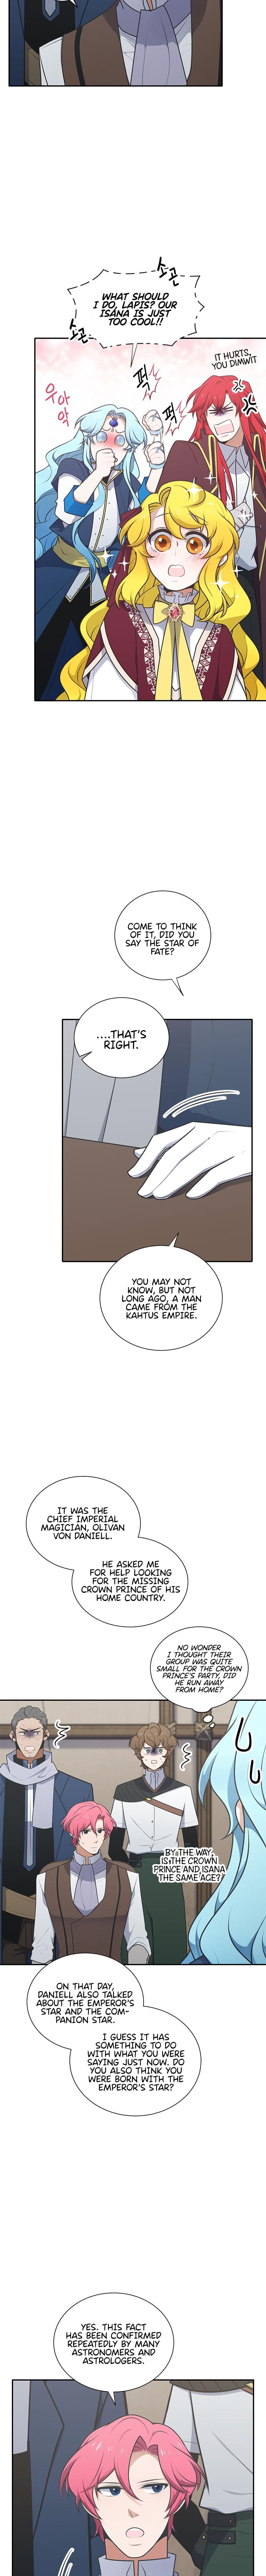 소곤
WHAT SHOULD
I DO, LAPIS? OUR
ISANA IS JUST
TOO COOL!!
소곤
IT HURTS,
YOU DIMWIT
퍽
퍽
우아악
COME TO THINK
OF IT, DID YOU
SAY THE STAR OF
FATE?
....THAT'S
RIGHT.
YOU MAY NOT
KNOW, BUT NOT
LONG AGO, A MAN
CAME FROM THE
KAHTUS EMPIRE.
IT WAS THE
CHIEF IMPERIAL
MAGICIAN, OLIVAN
VON DANIELL.
HE ASKED ME
FOR HELP LOOKING
FOR THE MISSING
CROWN PRINCE OF HIS
HOME COUNTRY.
NO WONDER
I THOUGHT THEIR
GROUP WAS QUITE
SMALL FOR THE CROWN
PRINCE'S PARTY, DID
HE RUN AWAY
FROM HOME?
BY THE WAY,
IS THE CROWN
PRINCE AND ISANA
THE SAME AGE?
ON THAT DAY,
DANIELL ALSO TALKED
ABOUT THE EMPEROR'S
STAR AND THE COM-
PANION STAR.
I GUESS IT HAS
SOMETHING TO DO
WITH WHAT YOU WERE
SAYING JUST NOW. DO
YOU ALSO THINK YOU
WERE BORN WITH THE
EMPEROR'S STAR?
YES. THIS FACT
HAS BEEN CONFIRMED
REPEATEDLY BY MANY
ASTRONOMERS AND
ASTROLOGERS.